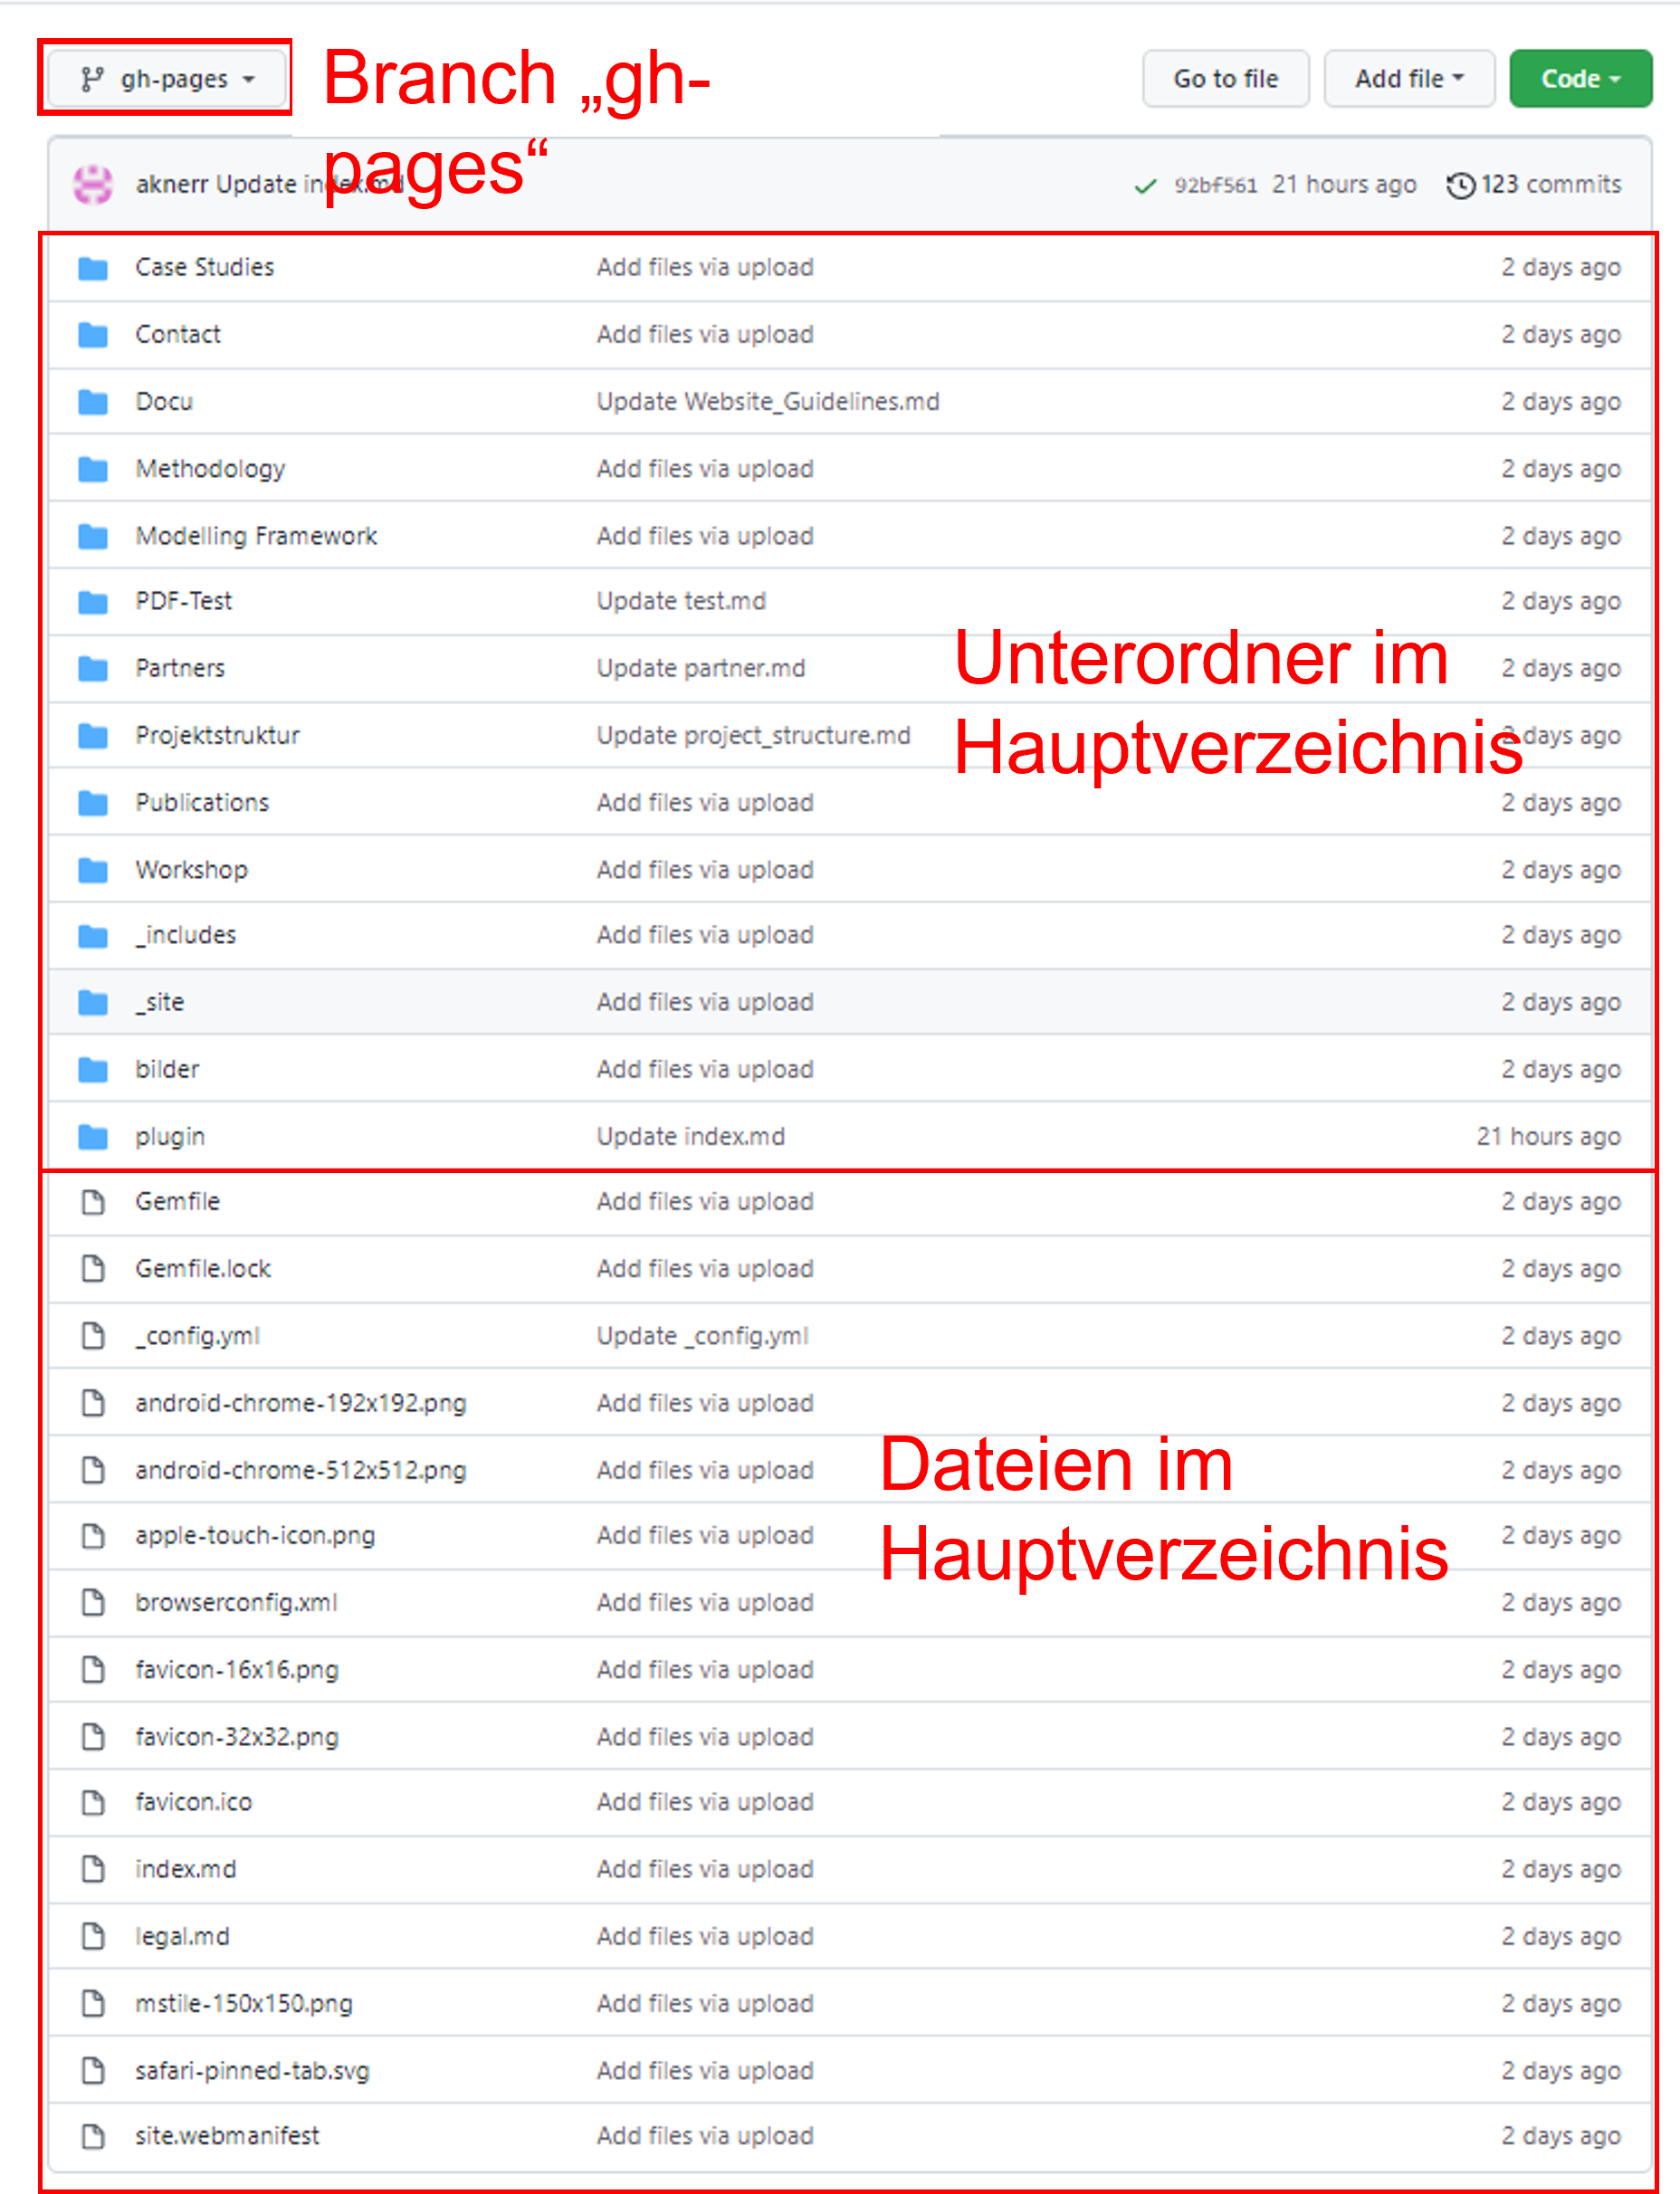 gh-pages
Branch „gh-
pages“
Go to file
Add file
Code
aknerr Update index.md
92bf561 21 hours ago 123 commits
Case Studies Add files via upload 2 days ago
Contact Add files via upload 2 days ago
Docu Update Website_Guidelines.md 2 days ago
Methodology Add files via upload 2 days ago
Modelling Framework Add files via upload 2 days ago
PDF-Test Update test.md 2 days ago
Partners Update partner.md 2 days ago
Projektstruktur Update project_structure.md 2 days ago
Unterordner im
Hauptverzeichnis
Publications Add files via upload 2 days ago
Workshop Add files via upload 2 days ago
_includes Add files via upload 2 days ago
_site Add files via upload 2 days ago
bilder Add files via upload 2 days ago
plugin Update index.md 21 hours ago
Gemfile Add files via upload 2 days ago
Gemfile.lock Add files via upload 2 days ago
_config.yml Update _config.yml 2 days ago
android-chrome-192x192.png Add files via upload 2 days ago
android-chrome-512x512.png Add files via upload 2 days ago
apple-touch-icon.png Add files via upload 2 days ago
Dateien im
Hauptverzeichnis
browserconfig.xml Add files via upload 2 days ago
favicon-16x16.png Add files via upload 2 days ago
favicon-32x32.png Add files via upload 2 days ago
favicon.ico Add files via upload 2 days ago
index.md Add files via upload 2 days ago
legal.md Add files via upload 2 days ago
mstile-150x150.png Add files via upload 2 days ago
safari-pinned-tab.svg Add files via upload 2 days ago
site.webmanifest Add files via upload 2 days ago